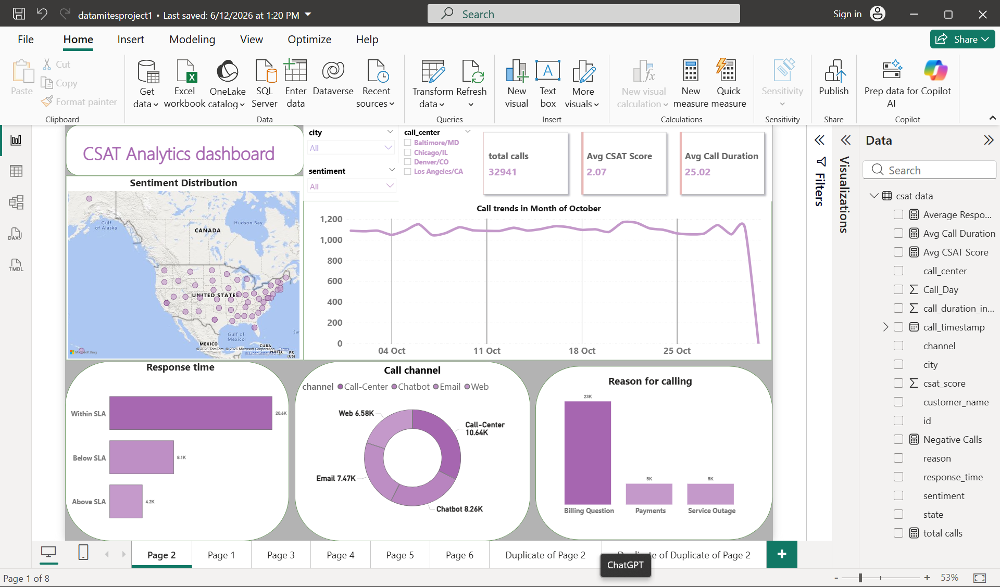 datamitesproject1 • Last saved: 6/12/2026 at 1:20 PM
Search
Sign in
File
Home
Insert
Modeling
View
Optimize
Help
Share
Paste
Cut
Copy
Format painter
Clipboard
Get data
Excel workbook
OneLake catalog
SQL Server
Enter data
Dataverse
Recent sources
Data
Transform data
Refresh
Queries
New visual
Text box
More visuals
Insert
New visual calculation
New measure
Quick measure
Calculations
Sensitivity
Sensitivity
Publish
Share
Prep data for AI
Copilot
Copilot
DAX
TMDL
CSAT Analytics dashboard
city
All
sentiment
All
call_center
Baltimore/MD
Chicago/IL
Denver/CO
Los Angeles/CA
total calls
32941
Avg CSAT Score
2.07
Avg Call Duration
25.02
Sentiment Distribution
Gulf of Alaska
CANADA
Hudson Bay
UNITED STATES
Gulf of Mexico
MEXICO
CUBA
HAITI
PR (US)
Sar
Microsoft Bing
© 2026 TomTom, © 2026 Microsoft Corporation, Terms
© OpenStreetMap
Call trends in Month of October
1,200
1,000
800
600
400
200
0
04 Oct
11 Oct
18 Oct
25 Oct
Response time
Within SLA
20.6K
Below SLA
8.1K
Above SLA
4.2K
Call channel
channel Call-Center Chatbot Email Web
Web 6.58K
Call-Center
10.64K
Email 7.47K
Chatbot 8.26K
Reason for calling
23K
5K
5K
Billing Question
Payments
Service Outage
Filters
Visualizations
Data
Search
csat data
Average Respo...
Avg Call Duration
Avg CSAT Score
call_center
Call_Day
call_duration_in...
call_timestamp
channel
city
csat_score
customer_name
id
Negative Calls
reason
response_time
sentiment
state
total calls
Page 2
Page 1
Page 3
Page 4
Page 5
Page 6
Duplicate of Page 2
te of Duplicate of Page 2
ChatGPT
Page 1 of 8
- + 53%